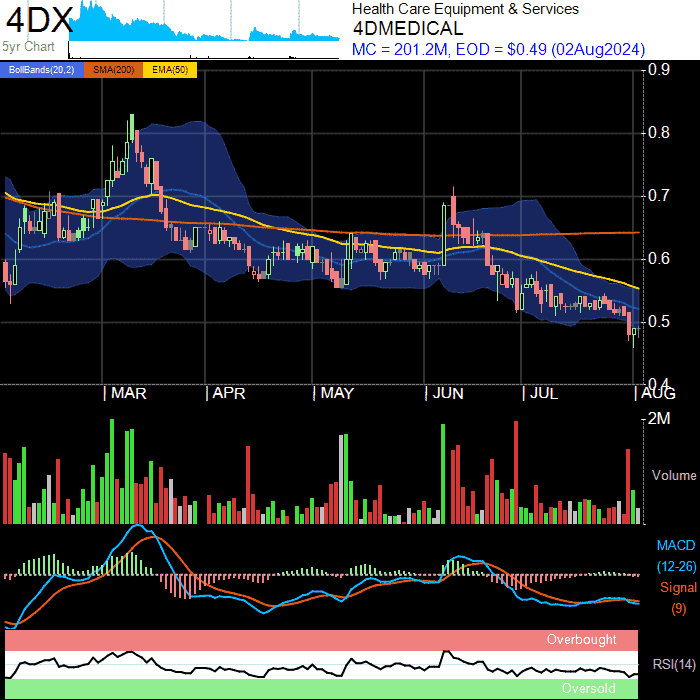 4DX
5yr Chart
Health Care Equipment & Services
4DMEDICAL
MC = 201.2M, EOD = $0.49 (02Aug2024)
BollBands(20,2) SMA(200) EMA(50)
0.9
0.8
0.7
0.6
0.5
0.4
MAR APR MAY JUN JUL AUG
2M
Volume
MACD
(12-26)
Signal
(9)
Overbought
RSI(14)
Oversold